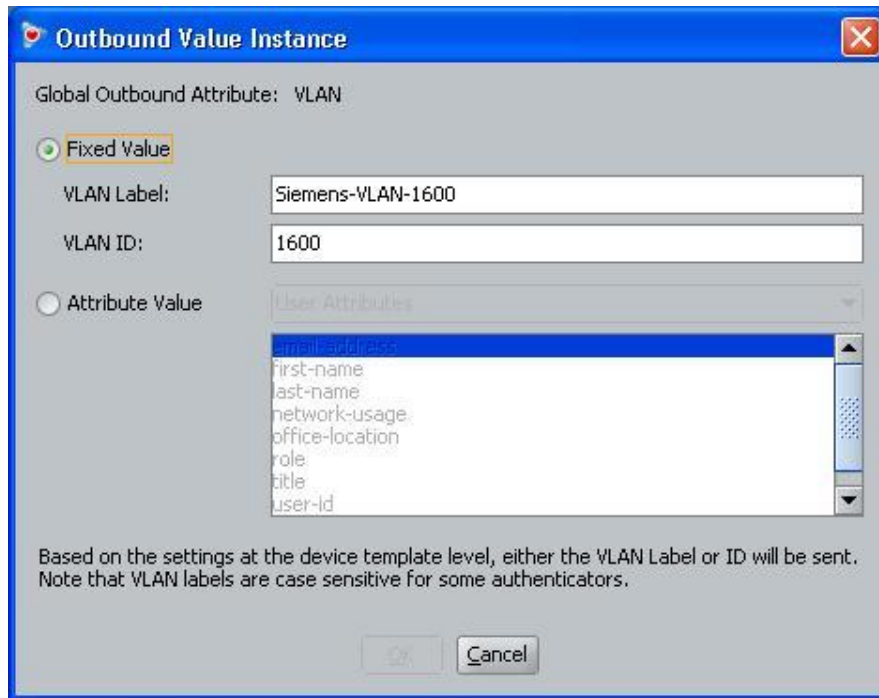 Outbound Value Instance
Global Outbound Attribute: VLAN
Fixed Value
VLAN Label: Siemens-VLAN-1600
VLAN ID: 1600
Attribute Value User Attributes
email-address
first-name
last-name
network-usage
office-location
role
title
user-id
Based on the settings at the device template level, either the VLAN Label or ID will be sent.
Note that VLAN labels are case sensitive for some authenticators.
OK Cancel